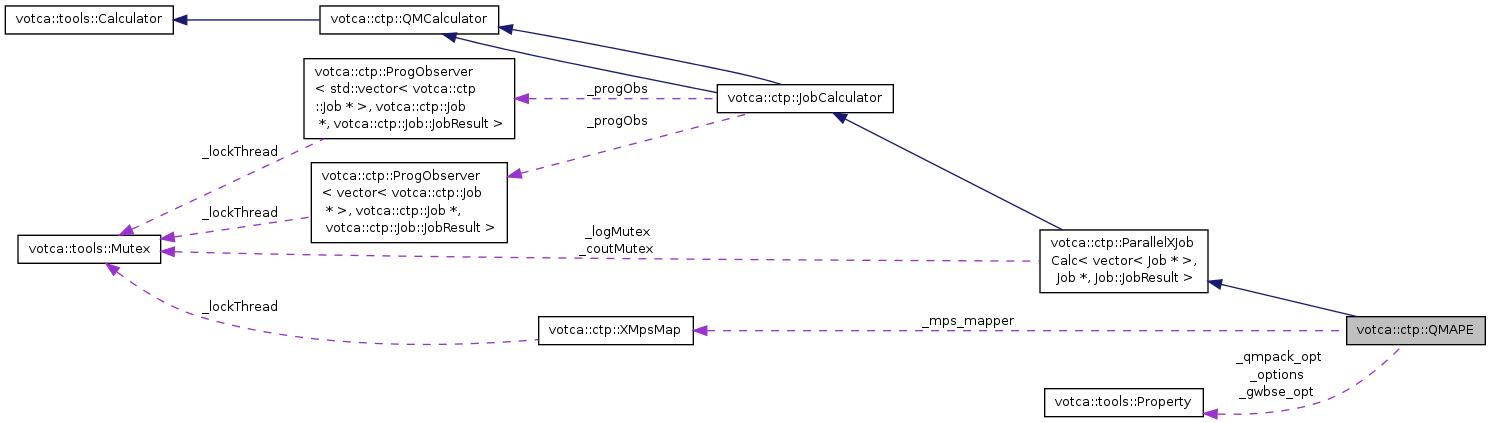 votca::tools::Calculator
votca::ctp::QMCalculator
votca::ctp::ProgObserver
< std::vector< votca::ctp
::Job * >, votca::ctp::Job
*, votca::ctp::Job::JobResult >
_progObs
votca::ctp::JobCalculator
_progObs
_lockThread
votca::ctp::ProgObserver
< vector< votca::ctp::Job
* >, votca::ctp::Job *,
votca::ctp::Job::JobResult >
_lockThread
votca::tools::Mutex
_logMutex
_coutMutex
votca::ctp::ParallelXJob
Calc< vector< Job * >,
Job *, Job::JobResult >
_lockThread
votca::ctp::XMpsMap
_mps_mapper
votca::ctp::QMAPE
_qmpack_opt
_options
_gwbse_opt
votca::tools::Property